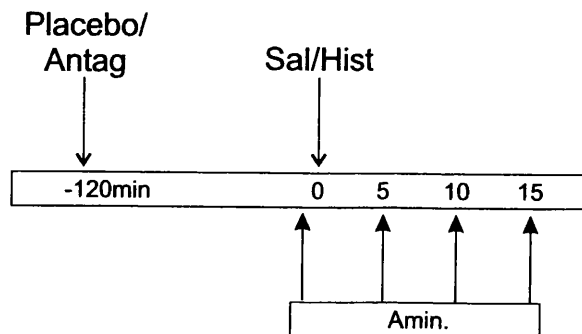 Placebo/
Antag
Sal/Hist
-120min 0 5 10 15
Amin.